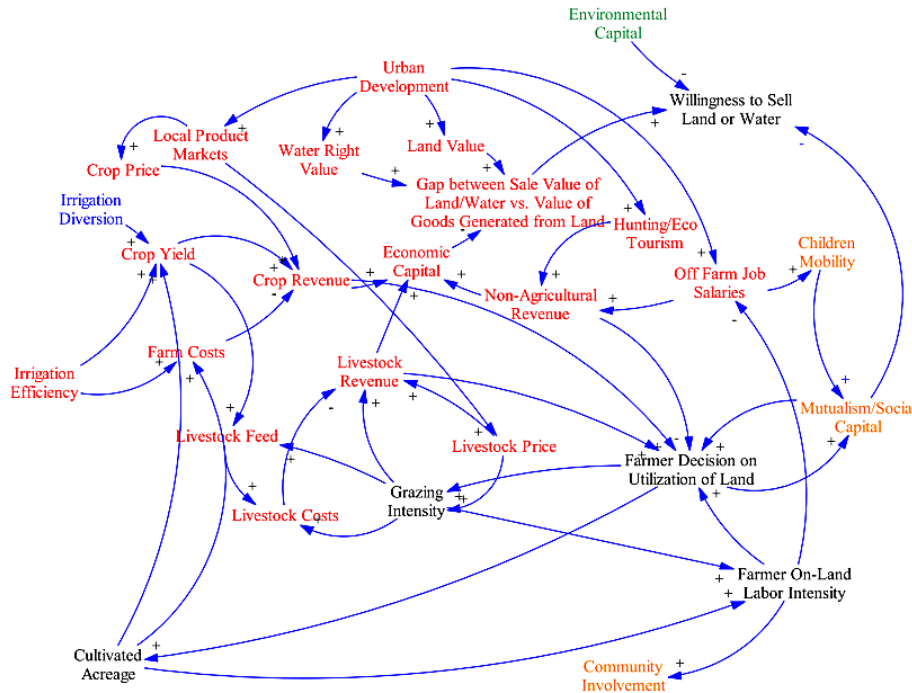 Environmental
Capital
Urban
Development
Willingness to Sell
Land or Water
Local Product
Markets
Water Right
Value
Land Value
Crop Price
Gap between Sale Value of
Land/Water vs. Value of
Goods Generated from Land
Irrigation
Diversion
Hunting/Eco
Tourism
Crop Yield
Economic
Capital
Children
Mobility
Crop Revenue
Off Farm Job
Salaries
Non-Agricultural
Revenue
Farm Costs
Livestock
Revenue
Irrigation
Efficiency
Mutualism/Socia
Capital
Livestock Feed
Livestock Price
Farmer Decision on
Utilization of Land
Grazing
Intensity
Livestock Costs
Farmer On-Land
Labor Intensity
Cultivated
Acreage
Community
Involvement